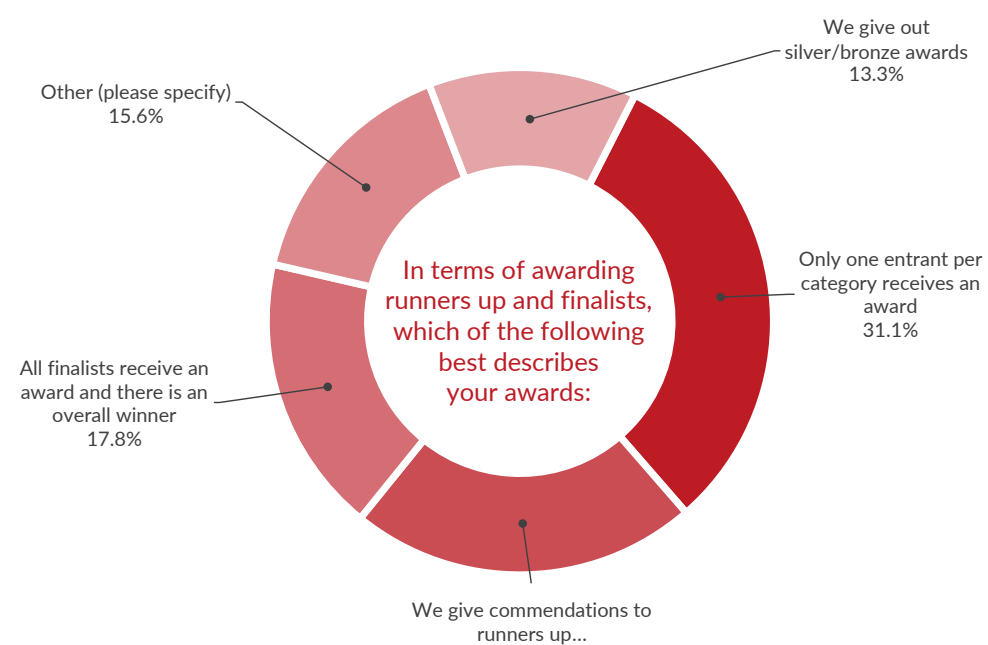 We give out
silver/bronze awards
13.3%
Other (please specify)
15.6%
Only one entrant per
category receives an
award
31.1%
In terms of awarding
runners up and finalists,
which of the following
best describes
your awards:
All finalists receive an
award and there is an
overall winner
17.8%
We give commendations to
runners up...